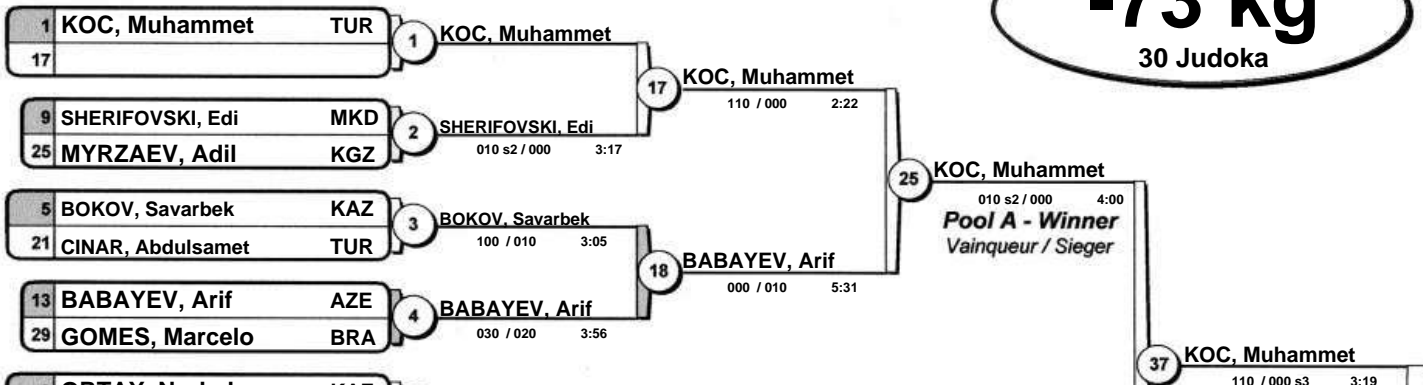 -73 kg
30 Judoka
1 KOC, Muhammet TUR
17
1
KOC, Muhammet
9 SHERIFOVSKI, Edi MKD
25 MYRZAEV, Adil KGZ
2
SHERIFOVSKI, Edi
010 s2 / 000 3:17
17
KOC, Muhammet
110 / 000 2:22
5 BOKOV, Savarbek KAZ
21 CINAR, Abdulsamet TUR
3
BOKOV, Savarbek
100 / 010 3:05
13 BABAYEV, Arif AZE
29 GOMES, Marcelo BRA
4
BABAYEV, Arif
030 / 020 3:56
18
BABAYEV, Arif
000 / 010 5:31
25
KOC, Muhammet
010 s2 / 000 4:00
Pool A - Winner
Vainqueur / Sieger
37
KOC, Muhammet
110 / 000 s3 3:19